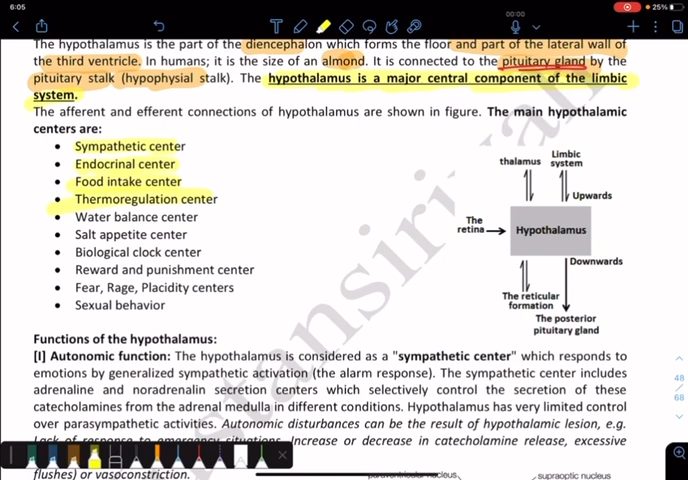 6:05
25%
00:00
The hypothalamus is the part of the diencephalon which forms the floor and part of the lateral wall of
the third ventricle. In humans; it is the size of an almond. It is connected to the pituitary gland by the
pituitary stalk (hypophysial stalk). The hypothalamus is a major central component of the limbic
system.
The afferent and efferent connections of hypothalamus are shown in figure. The main hypothalamic
centers are:
• Sympathetic center
• Endocrinal center
• Food intake center
• Thermoregulation center
• Water balance center
• Salt appetite center
• Biological clock center
• Reward and punishment center
• Fear, Rage, Placidity centers
• Sexual behavior
thalamus
Limbic
system
Upwards
The
retina
Hypothalamus
Downwards
The reticular
formation
The posterior
pituitary gland
Functions of the hypothalamus:
[I] Autonomic function: The hypothalamus is considered as a "sympathetic center" which responds to
emotions by generalized sympathetic activation (the alarm response). The sympathetic center includes
adrenaline and noradrenalin secretion centers which selectively control the secretion of these
catecholamines from the adrenal medulla in different conditions. Hypothalamus has very limited control
over parasympathetic activities. Autonomic disturbances can be the result of hypothalamic lesion, e.g.
Lack of response to emergency situations, Increase or decrease in catecholamine release, excessive
flushes) or vasoconstriction.
paraventricular nucleus
supraoptic nucleus
48
/
68